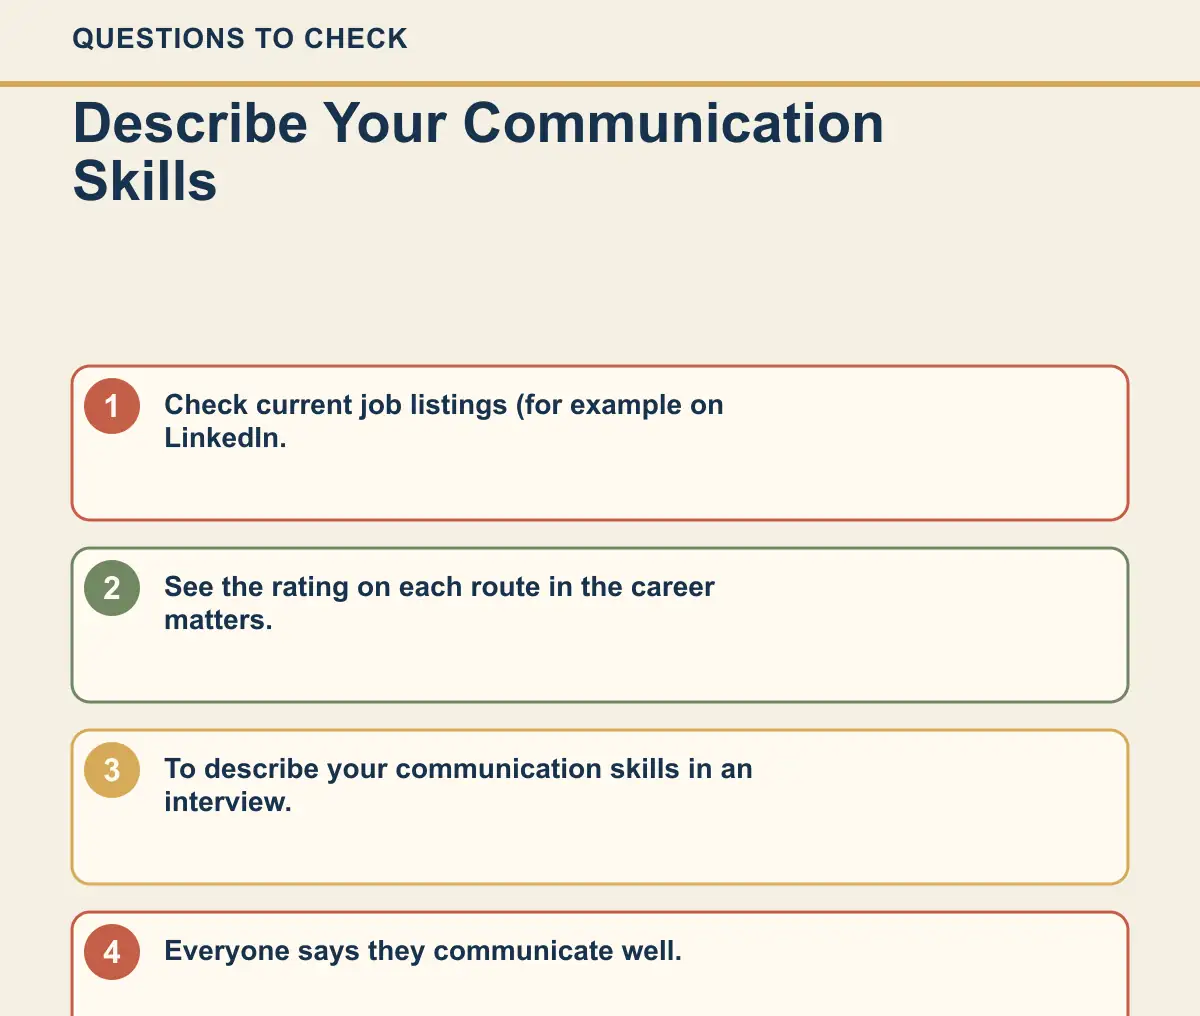 QUESTIONS TO CHECK
Describe Your Communication
Skills
1
Check current job listings (for example on
LinkedIn.
2
See the rating on each route in the career
matters.
3
To describe your communication skills in an
interview.
4
Everyone says they communicate well.